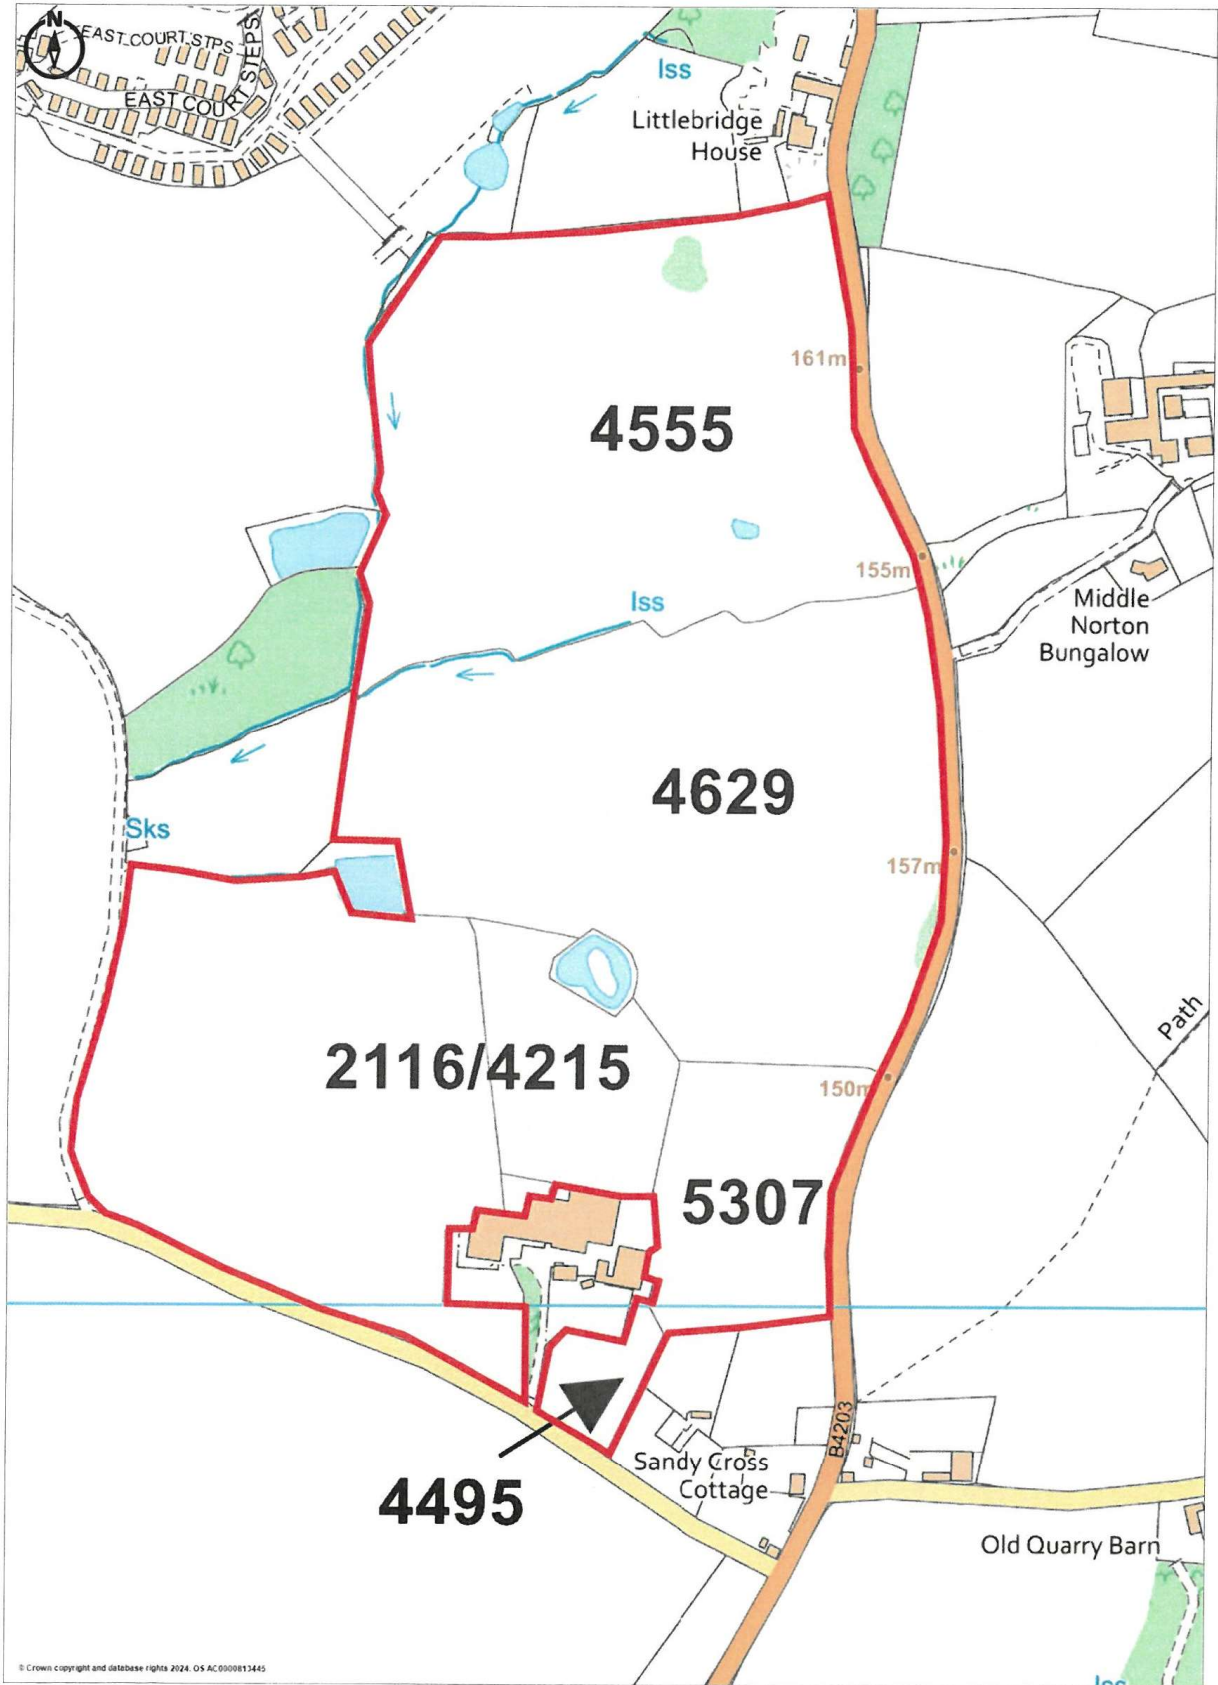 N
EAST COURT STPS
EAST COURT STEPS
Iss
Littlebridge
House
161m
4555
155m
Iss
Middle
Norton
Bungalow
4629
Sks
157m
Path
2116/4215
150m
5307
B4203
Sandy Cross
Cottage
4495
Old Quarry Barn
© Crown copyright and database rights 2024. OS AC0000813445
Iss